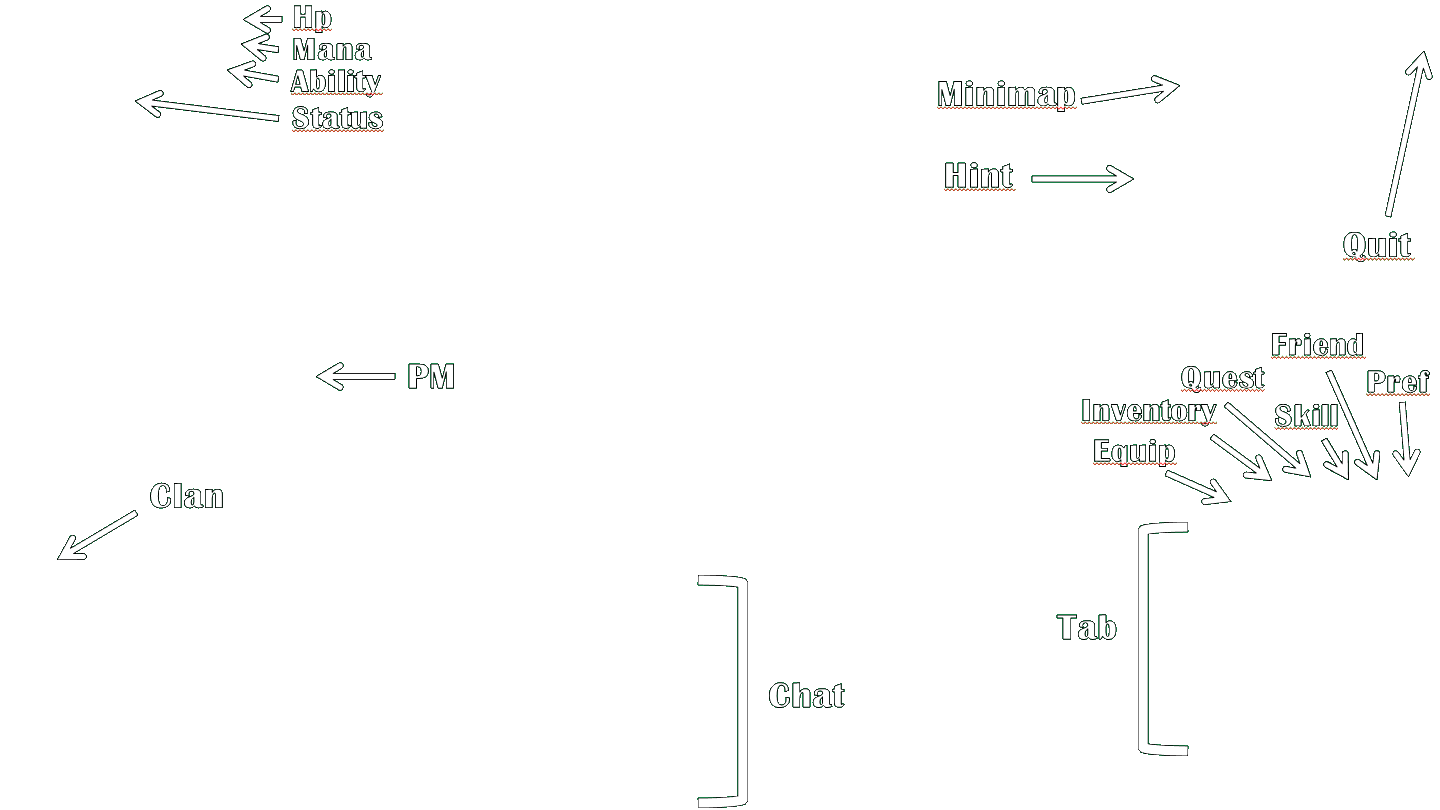 Hp
Mana
Ability
Status
Minimap
Hint
Quit
Friend
Quest
Pref
Inventory
Skill
Equip
PM
Clan
Tab
Chat